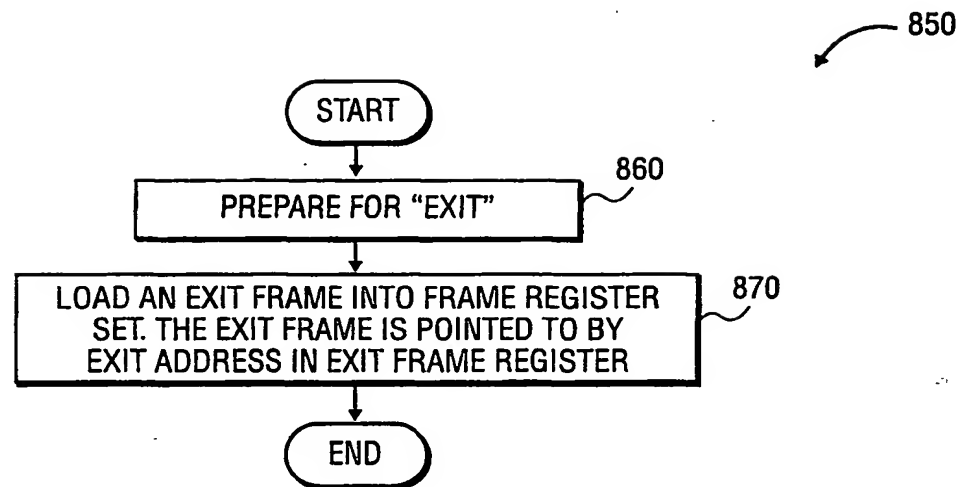 850
START
860
PREPARE FOR “EXIT”
LOAD AN EXIT FRAME INTO FRAME REGISTER
870
SET. THE EXIT FRAME IS POINTED TO BY
EXIT ADDRESS IN EXIT FRAME REGISTER
END